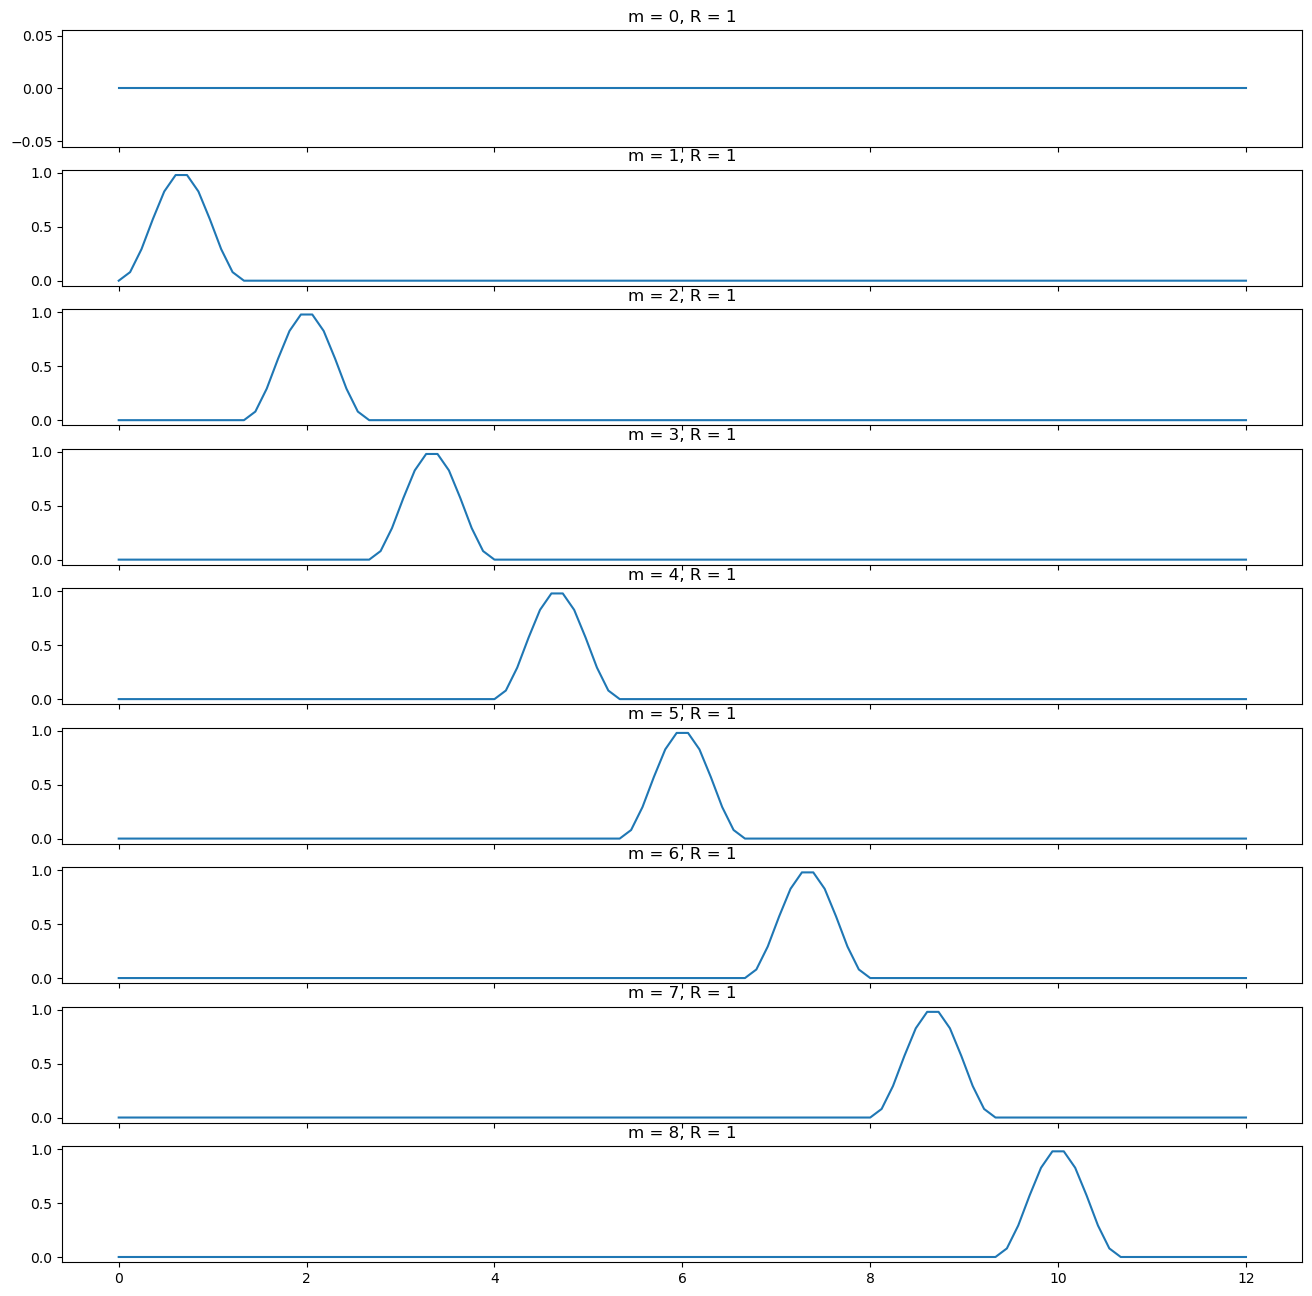 m = 0, R = 1
0.05
0.00
−0.05
m = 1, R = 1
1.0
0.5
0.0
m = 2, R = 1
1.0
0.5
0.0
m = 3, R = 1
1.0
0.5
0.0
m = 4, R = 1
1.0
0.5
0.0
m = 5, R = 1
1.0
0.5
0.0
m = 6, R = 1
1.0
0.5
0.0
m = 7, R = 1
1.0
0.5
0.0
m = 8, R = 1
1.0
0.5
0.0
0 2 4 6 8 10 12